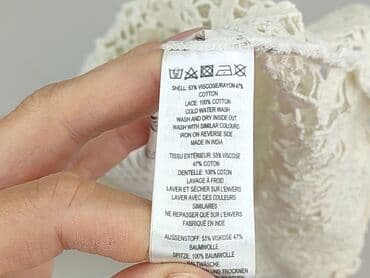 SHELL: 53% VISCOSE/RAYON 47%
COTTON
LACE: 100% COTTON
COLD WATER WASH
WASH AND DRY INSIDE OUT
WASH WITH SIMILAR COLOURS
IRON ON REVERSE SIDE
MADE IN INDIA
TISSU EXTÉRIEUR: 53% VISCOSE
47% COTON
DENTELLE: 100% COTON
LAVAGE À FROID
LAVER ET SÉCHER SUR L'ENVERS
LAVER AVEC DES COULEURS
SIMILAIRES
NE REPASSER QUE SUR L'ENVERS
FABRIQUÉ EN INDE
AUSSENSTOFF: 53% VISKOSE 47%
BAUMWOLLE
SPITZE: 100% BAUMWOLLE
KALTWÄSCHE
UND TROCKNEN